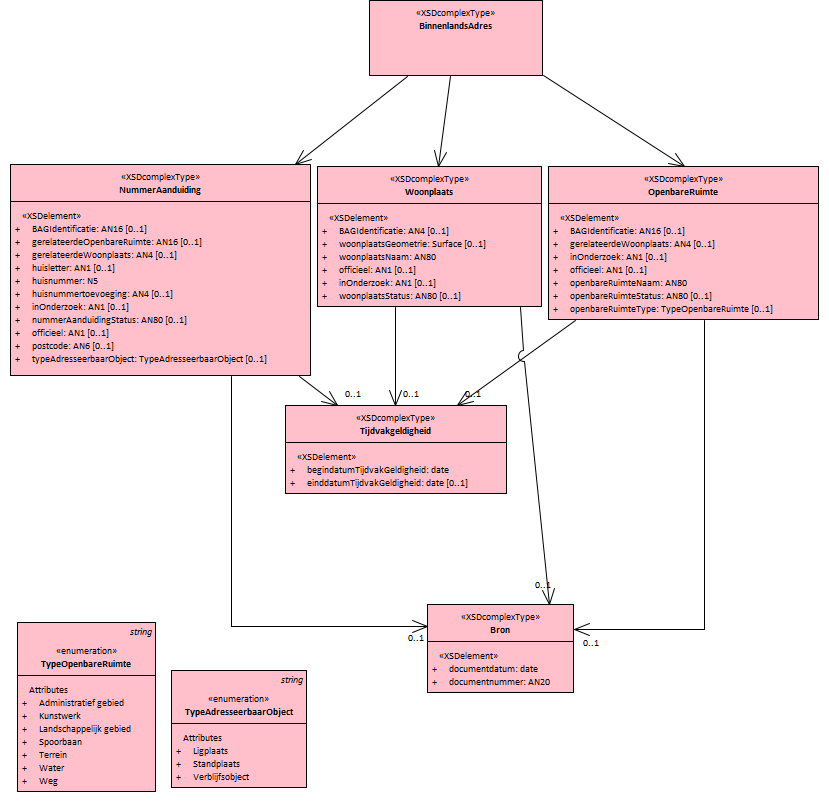 «XSDcomplexType»
BinnenlandsAdres
«XSDcomplexType»
NummerAanduiding
«XSDelement»
+ BAGIdentificatie: AN16 [0..1]
+ gerelateerdeOpenbareRuimte: AN16 [0..1]
+ gerelateerdeWoonplaats: AN4 [0..1]
+ huisletter: AN1 [0..1]
+ huisnummer: N5
+ huisnummertoevoeging: AN4 [0..1]
+ inOnderzoek: AN1 [0..1]
+ nummerAanduidingStatus: AN80 [0..1]
+ officieel: AN1 [0..1]
+ postcode: AN6 [0..1]
+ typeAdresseerbaarObject: TypeAdresseerbaarObject [0..1]
«XSDcomplexType»
Woonplaats
«XSDelement»
+ BAGIdentificatie: AN4 [0..1]
+ woonplaatsGeometrie: Surface [0..1]
+ woonplaatsNaam: AN80
+ officieel: AN1 [0..1]
+ inOnderzoek: AN1 [0..1]
+ woonplaatsStatus: AN80 [0..1]
«XSDcomplexType»
OpenbareRuimte
«XSDelement»
+ BAGIdentificatie: AN16 [0..1]
+ gerelateerdeWoonplaats: AN4 [0..1]
+ inOnderzoek: AN1 [0..1]
+ officieel: AN1 [0..1]
+ openbareRuimteNaam: AN80
+ openbareRuimteStatus: AN80 [0..1]
+ openbareRuimteType: TypeOpenbareRuimte [0..1]
0..1
0..1
0..1
«XSDcomplexType»
Tijdvakgeldigheid
«XSDelement»
+ begindatumTijdvakGeldigheid: date
+ einddatumTijdvakGeldigheid: date [0..1]
0..1
0..1
0..1
«XSDcomplexType»
Bron
«XSDelement»
+ documentdatum: date
+ documentnummer: AN20
string
«enumeration»
TypeOpenbareRuimte
Attributes
+ Administratief gebied
+ Kunstwerk
+ Landschappelijk gebied
+ Spoorbaan
+ Terrein
+ Water
+ Weg
string
«enumeration»
TypeAdresseerbaarObject
Attributes
+ Ligplaats
+ Standplaats
+ Verblijfsobject